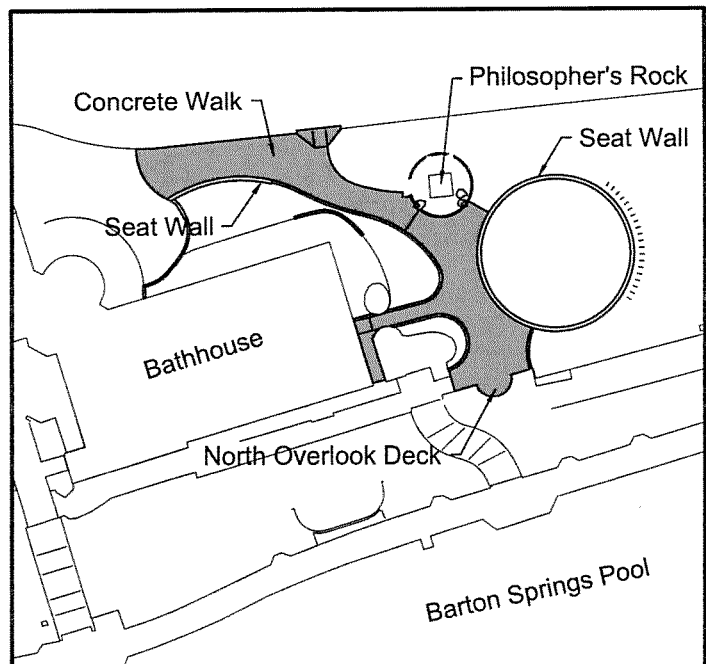 Philosopher's Rock
Concrete Walk
Seat Wall
Seat Wall
Bathhouse
North Overlook Deck
Barton Springs Pool